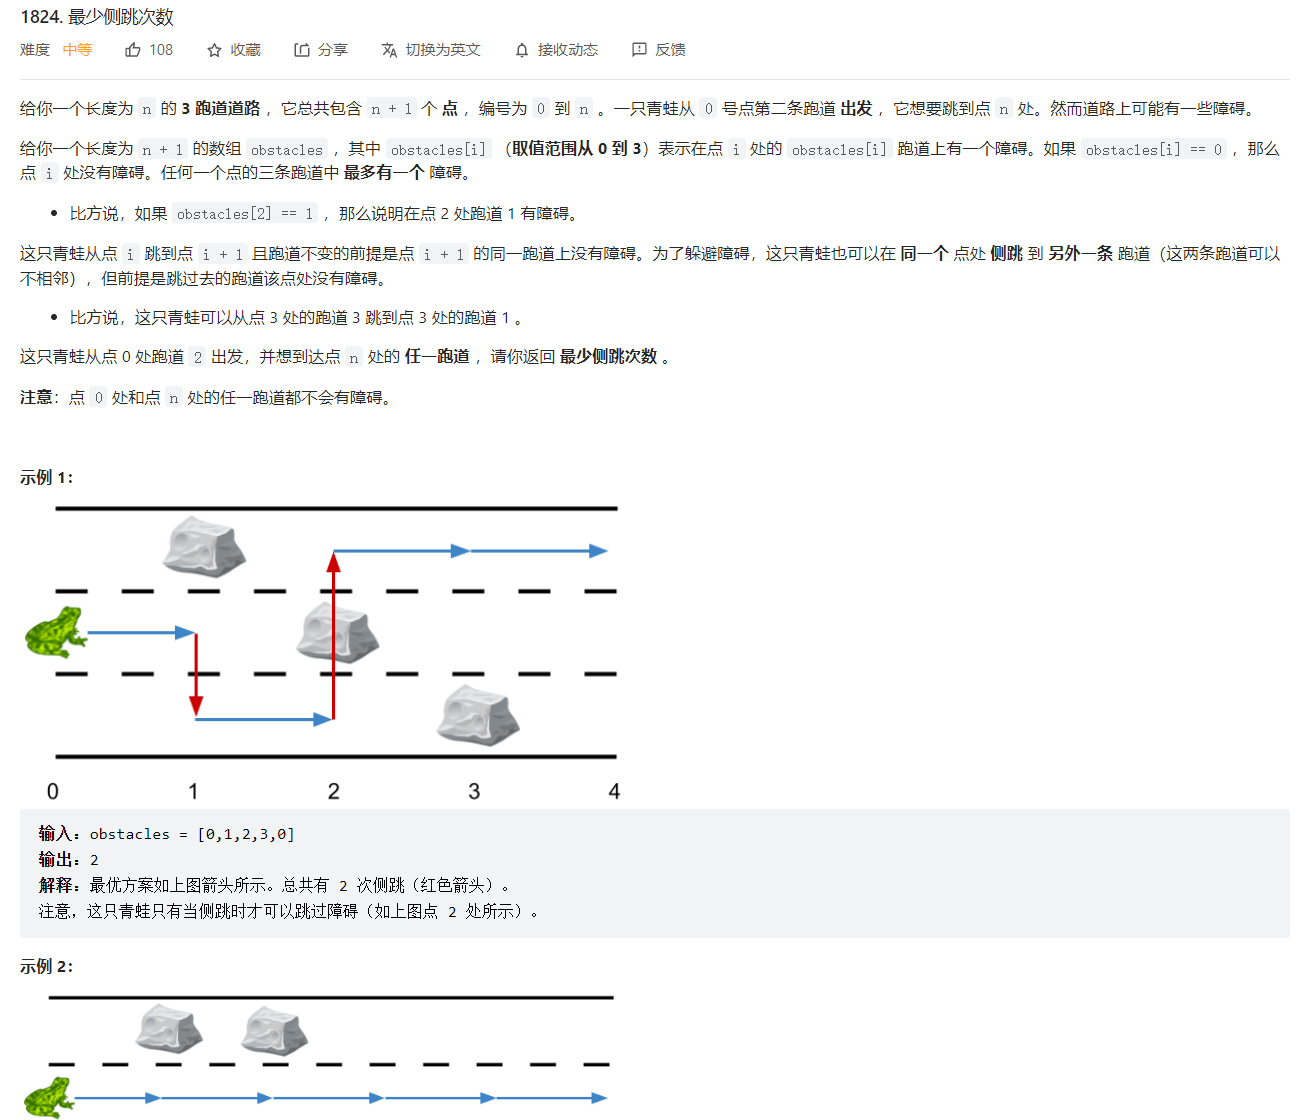 1824. 最少侧跳次数
难度 中等 108 收藏 分享 切换为英文 接收动态 反馈
给你一个长度为 n 的 3 跑道道路 ，它总共包含 n + 1 个 点 ，编号为 0 到 n 。一只青蛙从 0 号点第二条跑道 出发 ，它想要跳到点 n 处。然而道路上可能有一些障碍。
给你一个长度为 n + 1 的数组 obstacles ，其中 obstacles[i] （取值范围从 0 到 3）表示在点 i 处的 obstacles[i] 跑道上有一个障碍。如果 obstacles[i] == 0 ，那么
点 i 处没有障碍。任何一个点的三条跑道中 最多有一个 障碍。
• 比方说，如果 obstacles[2] == 1 ，那么说明在点 2 处跑道 1 有障碍。
这只青蛙从点 i 跳到点 i + 1 且跑道不变的前提是点 i + 1 的同一跑道上没有障碍。为了躲避障碍，这只青蛙也可以在 同一个 点处 侧跳 到 另外一条 跑道（这两条跑道可以
不相邻），但前提是跳过去的跑道该点处没有障碍。
• 比方说，这只青蛙可以从点 3 处的跑道 3 跳到点 3 处的跑道 1 。
这只青蛙从点 0 处跑道 2 出发，并想到达点 n 处的 任一跑道 ，请你返回 最少侧跳次数 。
注意：点 0 处和点 n 处的任一跑道都不会有障碍。
示例 1：
0 1 2 3 4
输入：obstacles = [0,1,2,3,0]
输出：2
解释：最优方案如上图箭头所示。总共有 2 次侧跳（红色箭头）。
注意，这只青蛙只有当侧跳时才可以跳过障碍（如上图点 2 处所示）。
示例 2：